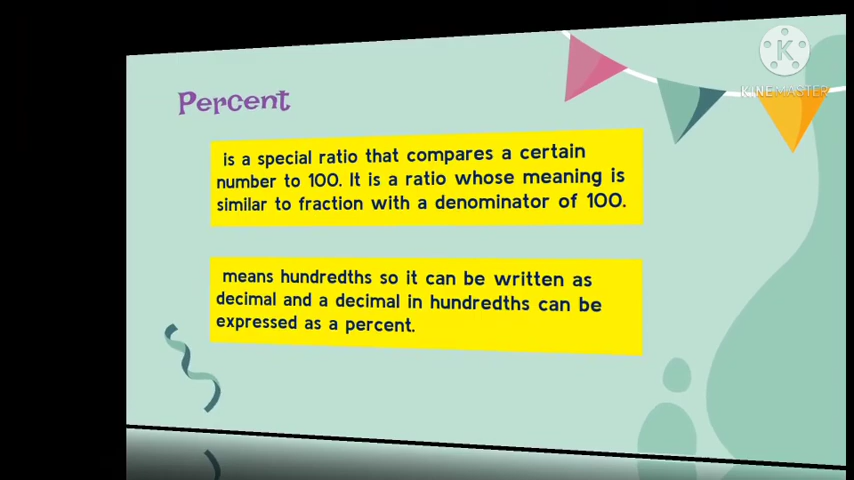 KINEMASTER
Percent
is a special ratio that compares a certain
number to 100. It is a ratio whose meaning is
similar to fraction with a denominator of 100.
means hundredths so it can be written as
decimal and a decimal in hundredths can be
expressed as a percent.